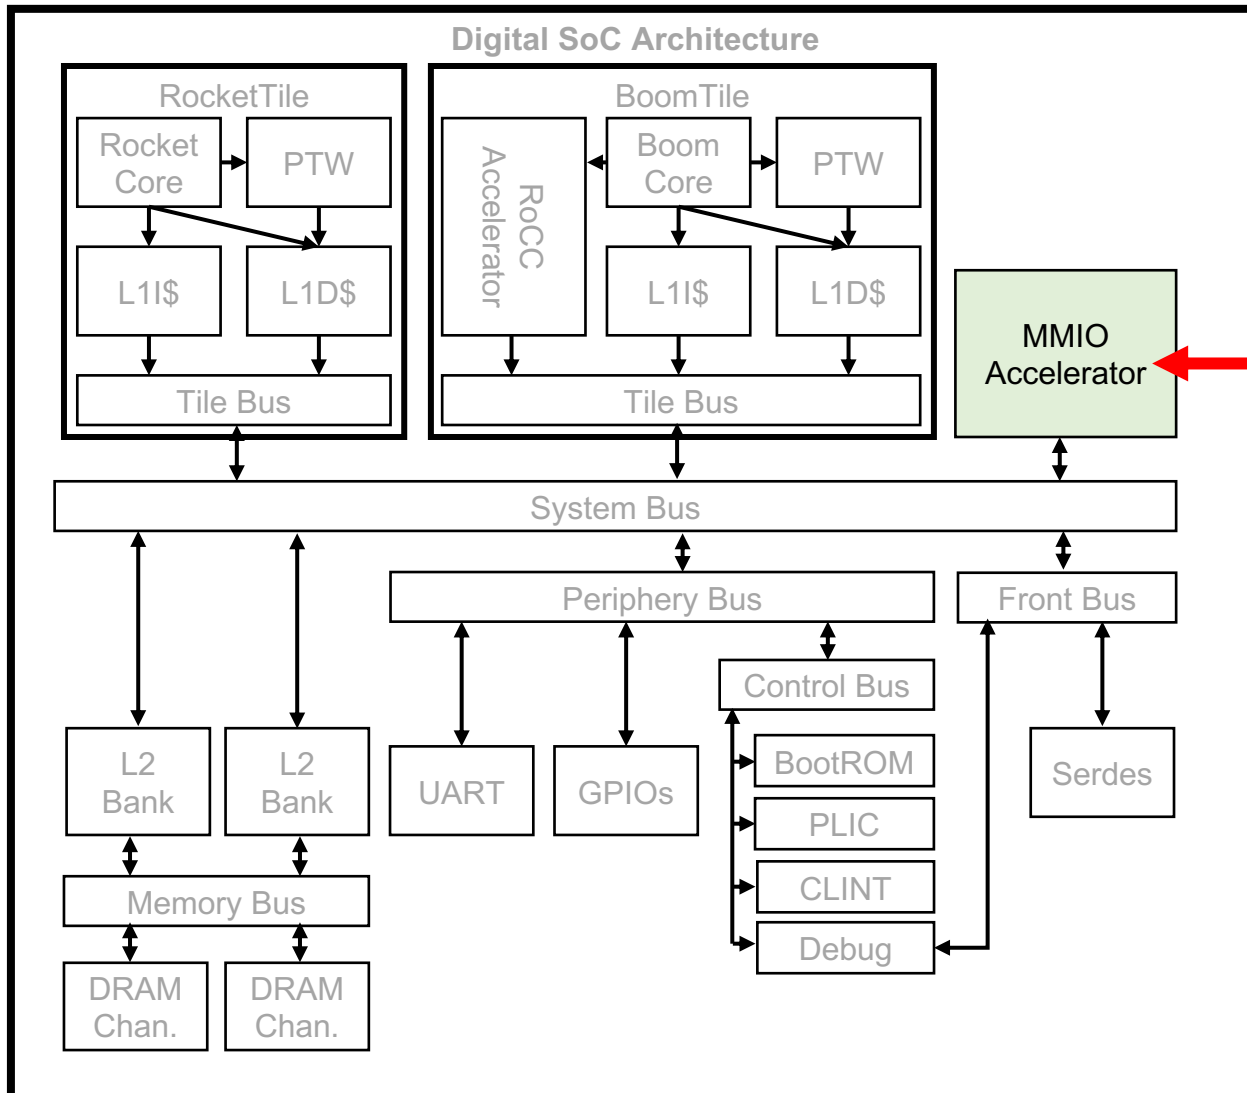 Digital SoC Architecture
RocketTile
Rocket
Core
PTW
L1I$
L1D$
Tile Bus
BoomTile
RoCC
Accelerator
Boom
Core
PTW
L1I$
L1D$
Tile Bus
MMIO
Accelerator
System Bus
Periphery Bus
Front Bus
Control Bus
L2
Bank
L2
Bank
UART
GPIOs
BootROM
PLIC
CLINT
Debug
Serdes
Memory Bus
DRAM
Chan.
DRAM
Chan.